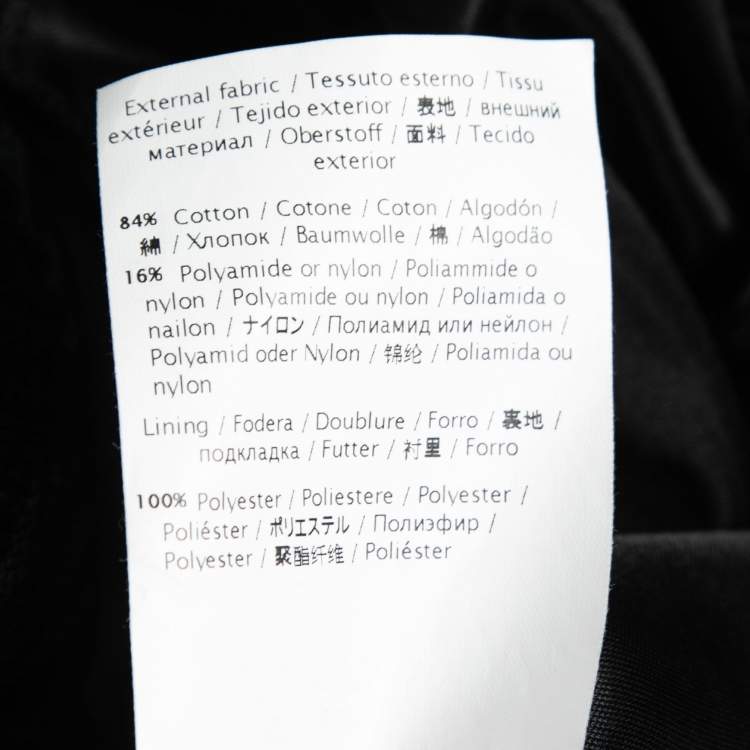 External fabric / Tessuto esterno / Tissu
extérieur / Tejido exterior / 表地 / внешний
материал / Oberstoff / 面料 / Tecido
exterior
84% Cotton / Cotone / Coton / Algodón /
綿 / Хлопок / Baumwolle / 棉 / Algodão
16% Polyamide or nylon / Poliammide o
nylon / Polyamide ou nylon / Poliamida o
nailon / ナイロン / Полиамид или нейлон /
Polyamid oder Nylon / 锦纶 / Poliamida ou
nylon
Lining / Fodera / Doublure / Forro / 裏地 /
подкладка / Futter / 衬里 / Forro
100% Polyester / Poliestere / Polyester /
Poliéster / ポリエステル / Полиэфир /
Polyester / 聚酯纤维 / Poliéster